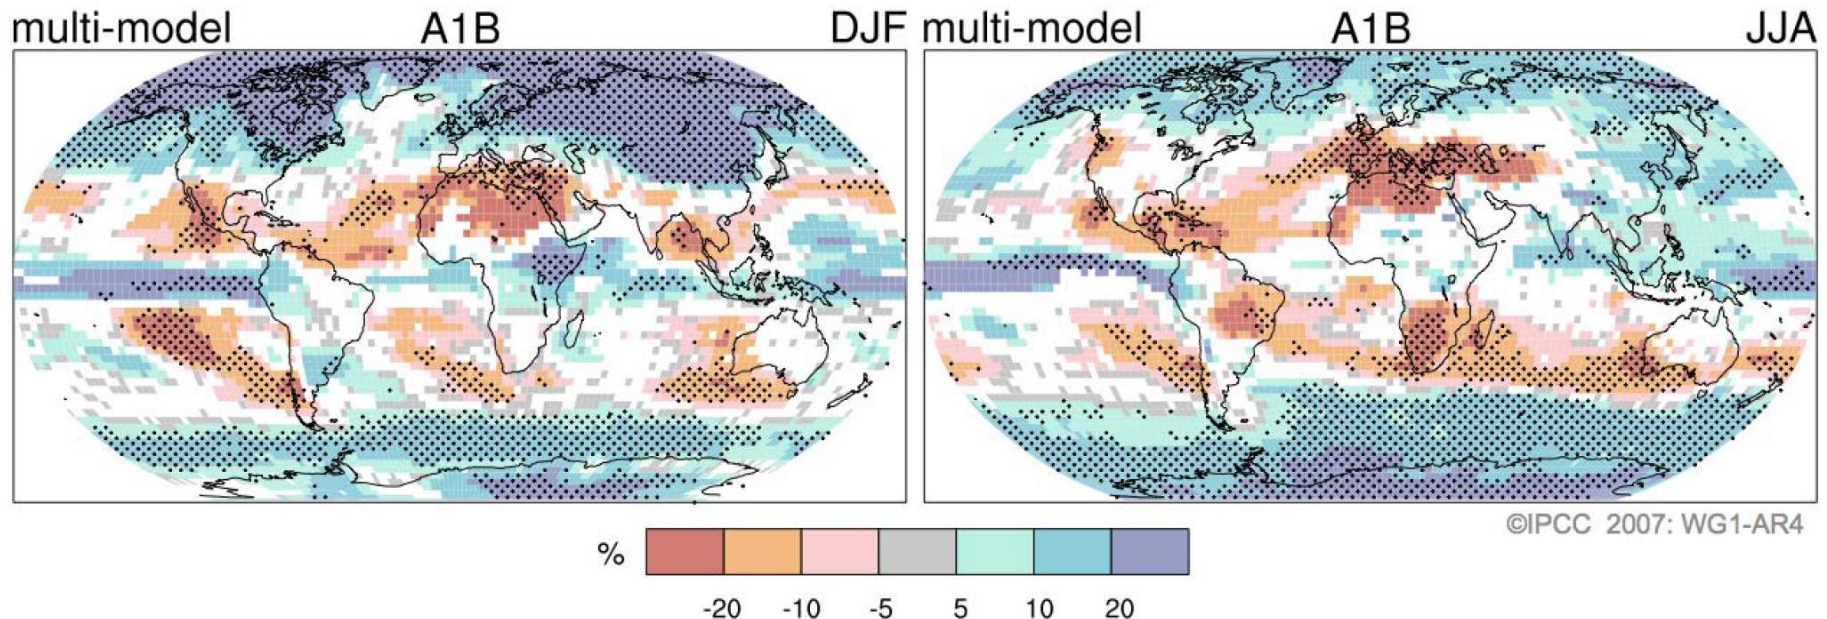 multi-model A1B DJF
multi-model A1B JJA
©IPCC 2007: WG1-AR4
%
-20 -10 -5 5 10 20